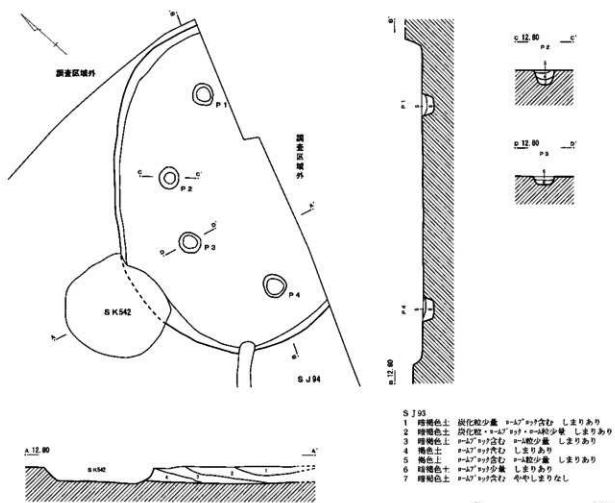 B'
調査区域外
P1
調査区域外
C
C'
P2
D
D'
P3
P4
A'
A
SK542
B
SJ94
B'
P1
P4
B 12.80
C 12.80 C'
P2
D 12.80 D'
P3
A 12.80 A'
SK542
SJ93
1 暗褐色土 炭化粒少量 ロームブロック含む しまりあり
2 暗褐色土 炭化粒・ロームブロック・ローム粒少量 しまりあり
3 暗褐色土 ロームブロック含む ローム粒少量 しまりあり
4 褐色土 ロームブロック含む しまりあり
5 褐色土 ロームブロック含む ローム粒少量 しまりあり
6 暗褐色土 ロームブロック少量 しまりあり
7 暗褐色土 ロームブロック含む ややしまりなし